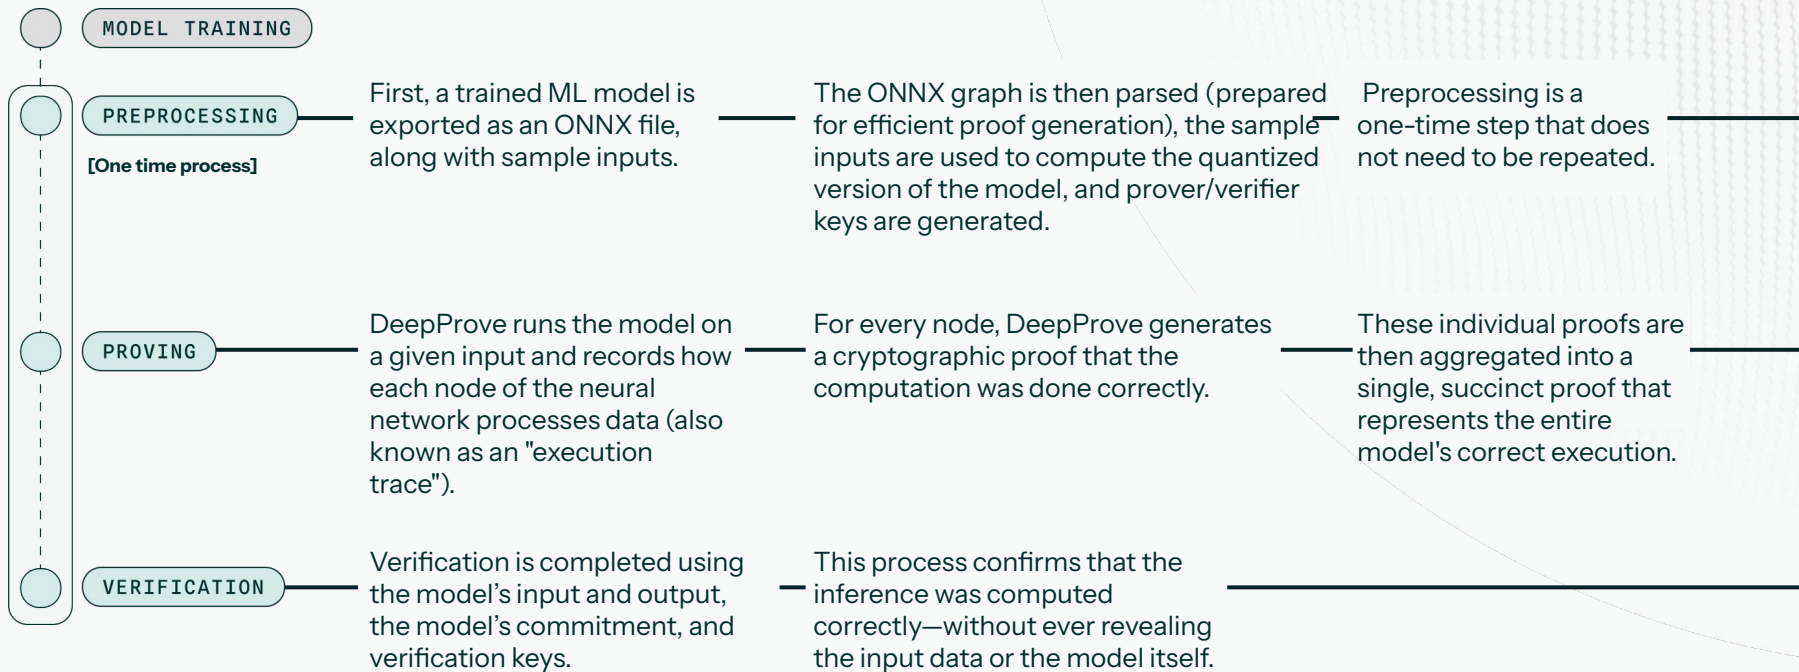 MODEL TRAINING
PREPROCESSING
[One time process]
First, a trained ML model is
exported as an ONNX file,
along with sample inputs.
The ONNX graph is then parsed (prepared
for efficient proof generation), the sample
inputs are used to compute the quantized
version of the model, and prover/verifier
keys are generated.
Preprocessing is a
one-time step that does
not need to be repeated.
PROVING
DeepProve runs the model on
a given input and records how
each node of the neural
network processes data (also
known as an "execution
trace").
For every node, DeepProve generates
a cryptographic proof that the
computation was done correctly.
These individual proofs are
then aggregated into a
single, succinct proof that
represents the entire
model's correct execution.
VERIFICATION
Verification is completed using
the model’s input and output,
the model’s commitment, and
verification keys.
This process confirms that the
inference was computed
correctly—without ever revealing
the input data or the model itself.